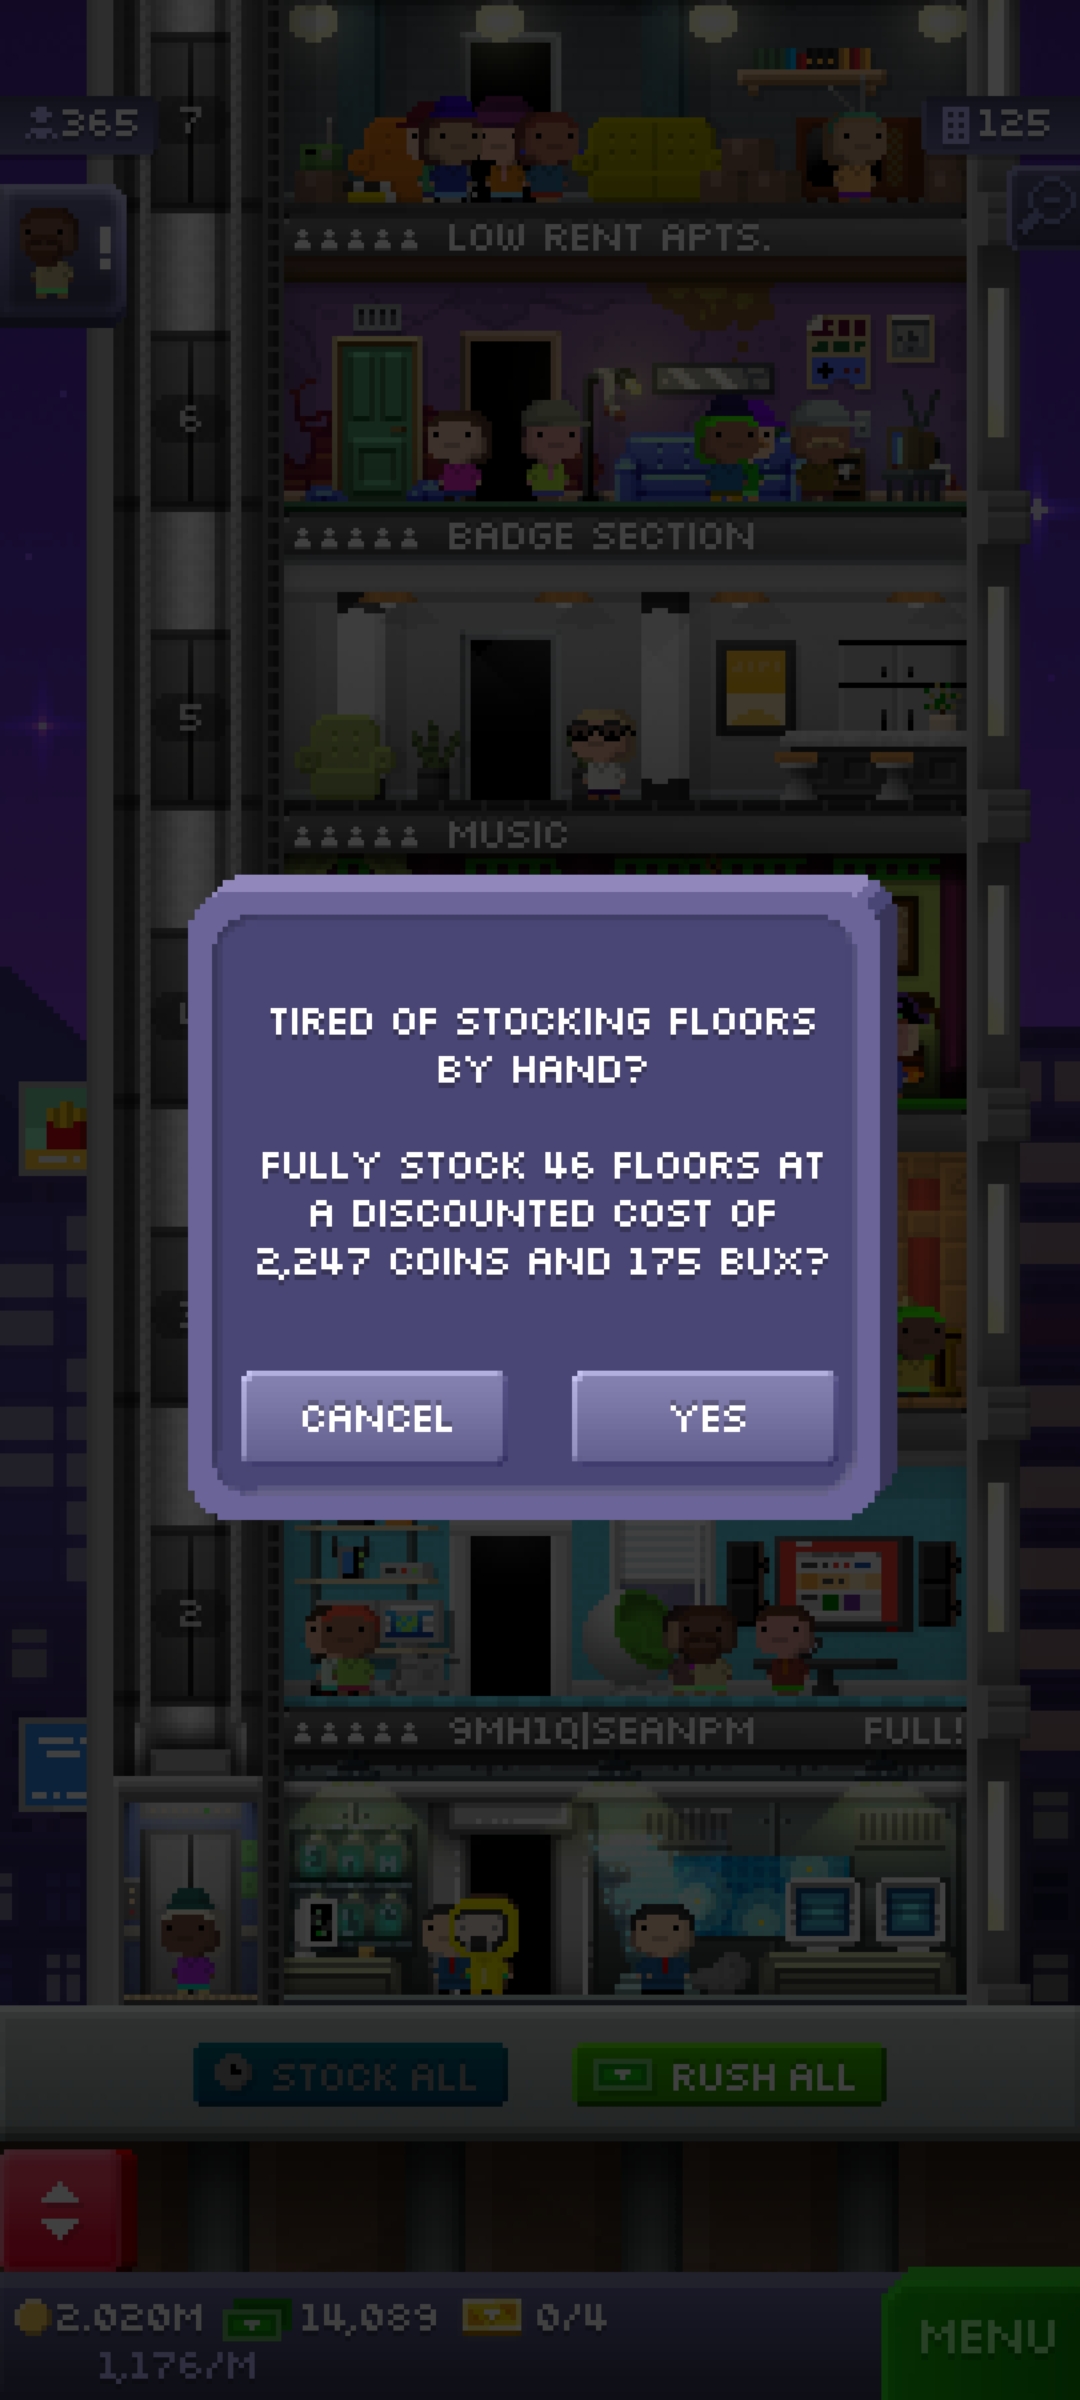 365
7
125
!
LOW RENT APTS.
6
BADGE SECTION
5
MUSIC
TIRED OF STOCKING FLOORS
BY HAND?
FULLY STOCK 46 FLOORS AT
A DISCOUNTED COST OF
2,247 COINS AND 175 BUX?
CANCEL
YES
2
9MH1Q|SEANPM
FULL!
STOCK ALL
RUSH ALL
2.020M
14,089
0/4
1,176/M
MENU